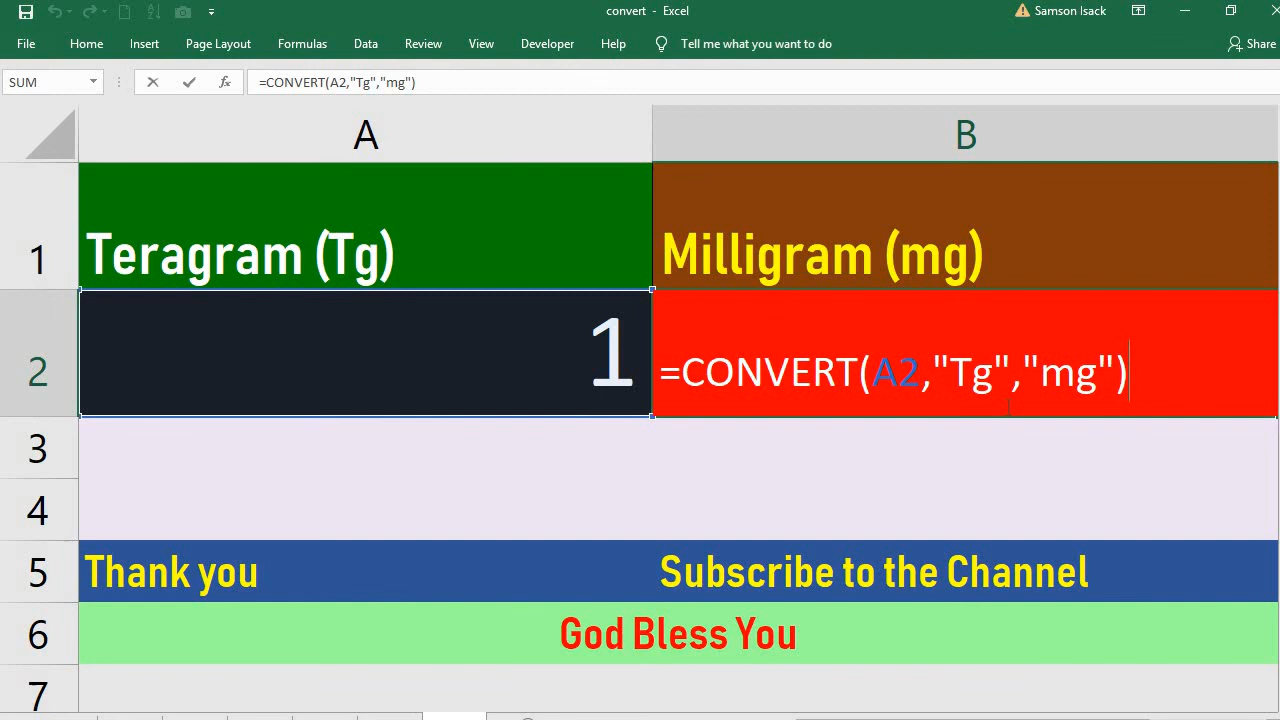 convert - Excel
Samson Isack
File Home Insert Page Layout Formulas Data Review View Developer Help Tell me what you want to do Share
SUM fx =CONVERT(A2,"Tg","mg")
A B
1 Teragram (Tg) Milligram (mg)
2 1 =CONVERT(A2,"Tg","mg")
3
4
5 Thank you Subscribe to the Channel
6 God Bless You
7